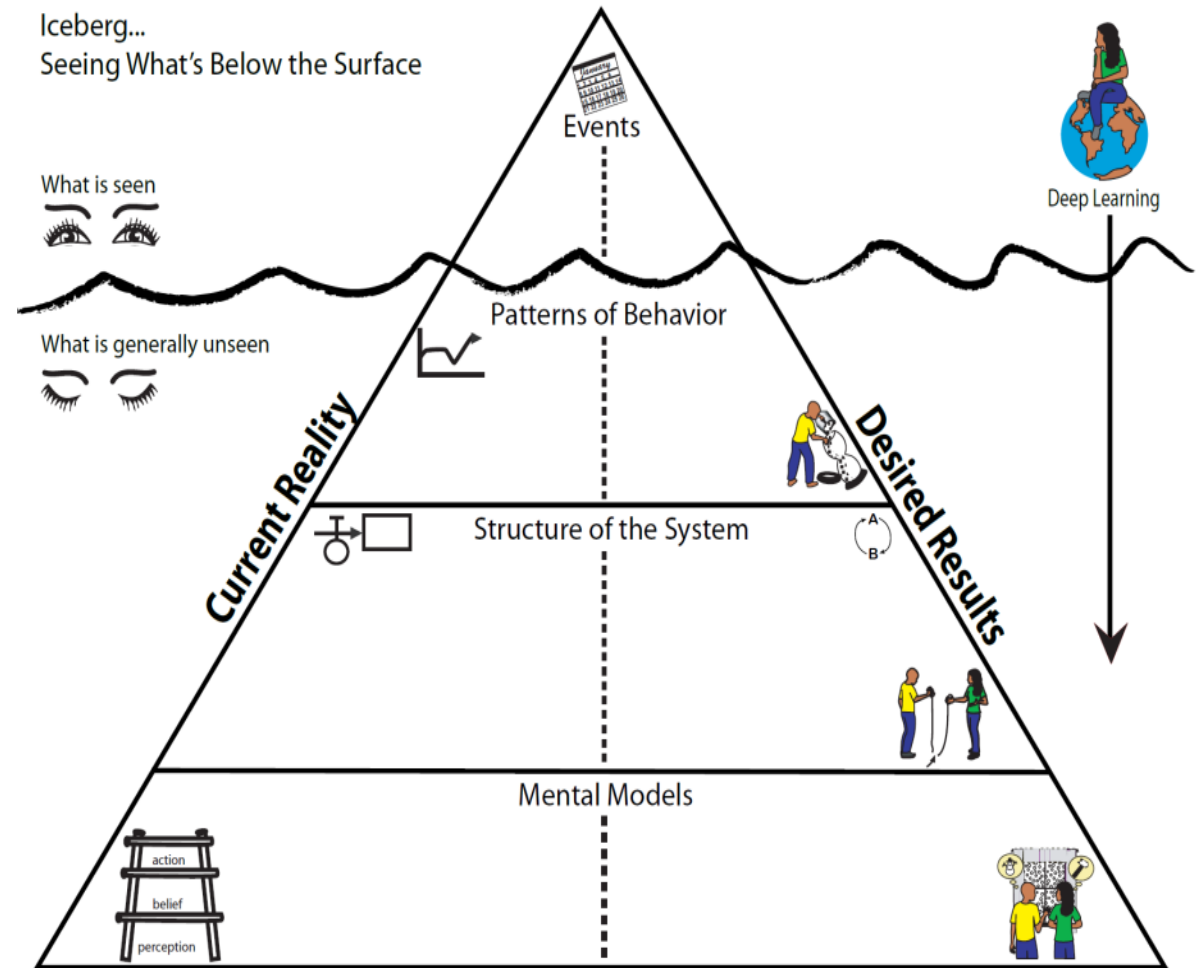 Iceberg...
Seeing What's Below the Surface
January
Events
What is seen
Deep Learning
Patterns of Behavior
What is generally unseen
Current Reality
Desired Results
Structure of the System
A
B
Mental Models
action
belief
perception